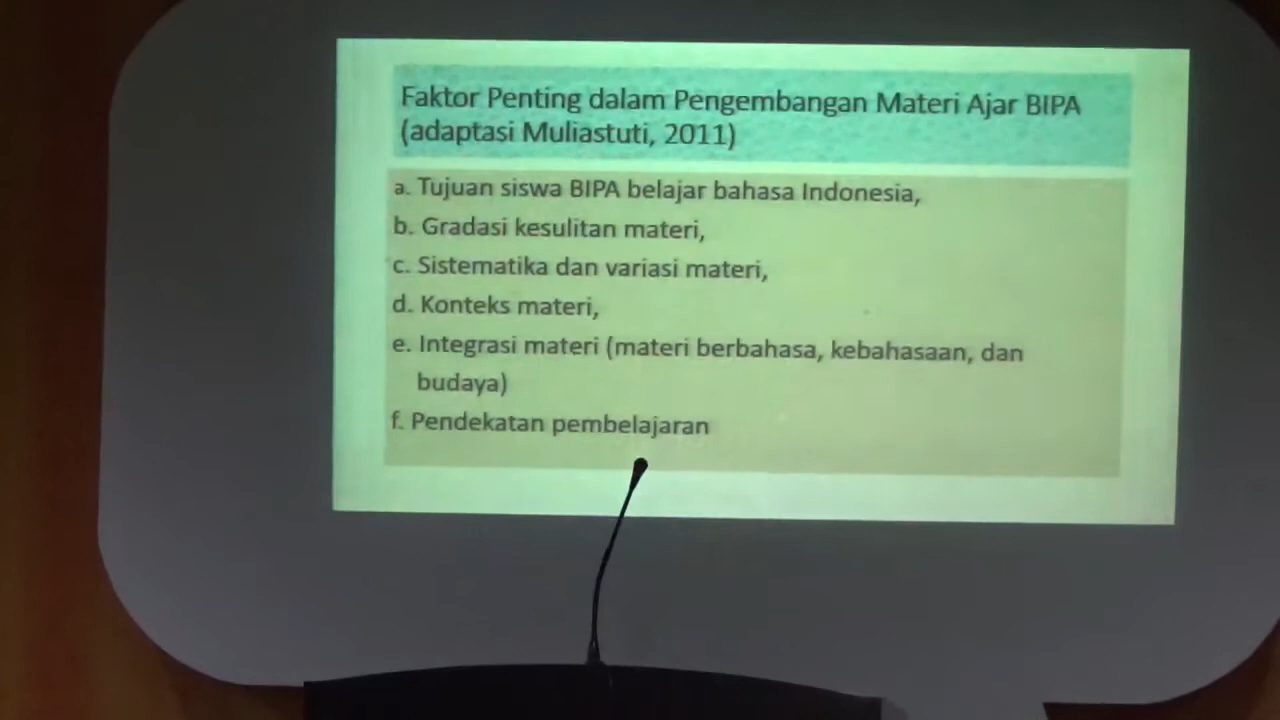 Faktor Penting dalam Pengembangan Materi Ajar BIPA
(adaptasi Muliastuti, 2011)
a. Tujuan siswa BIPA belajar bahasa Indonesia,
b. Gradasi kesulitan materi,
c. Sistematika dan variasi materi,
d. Konteks materi,
e. Integrasi materi (materi berbahasa, kebahasaan, dan
budaya)
f. Pendekatan pembelajaran